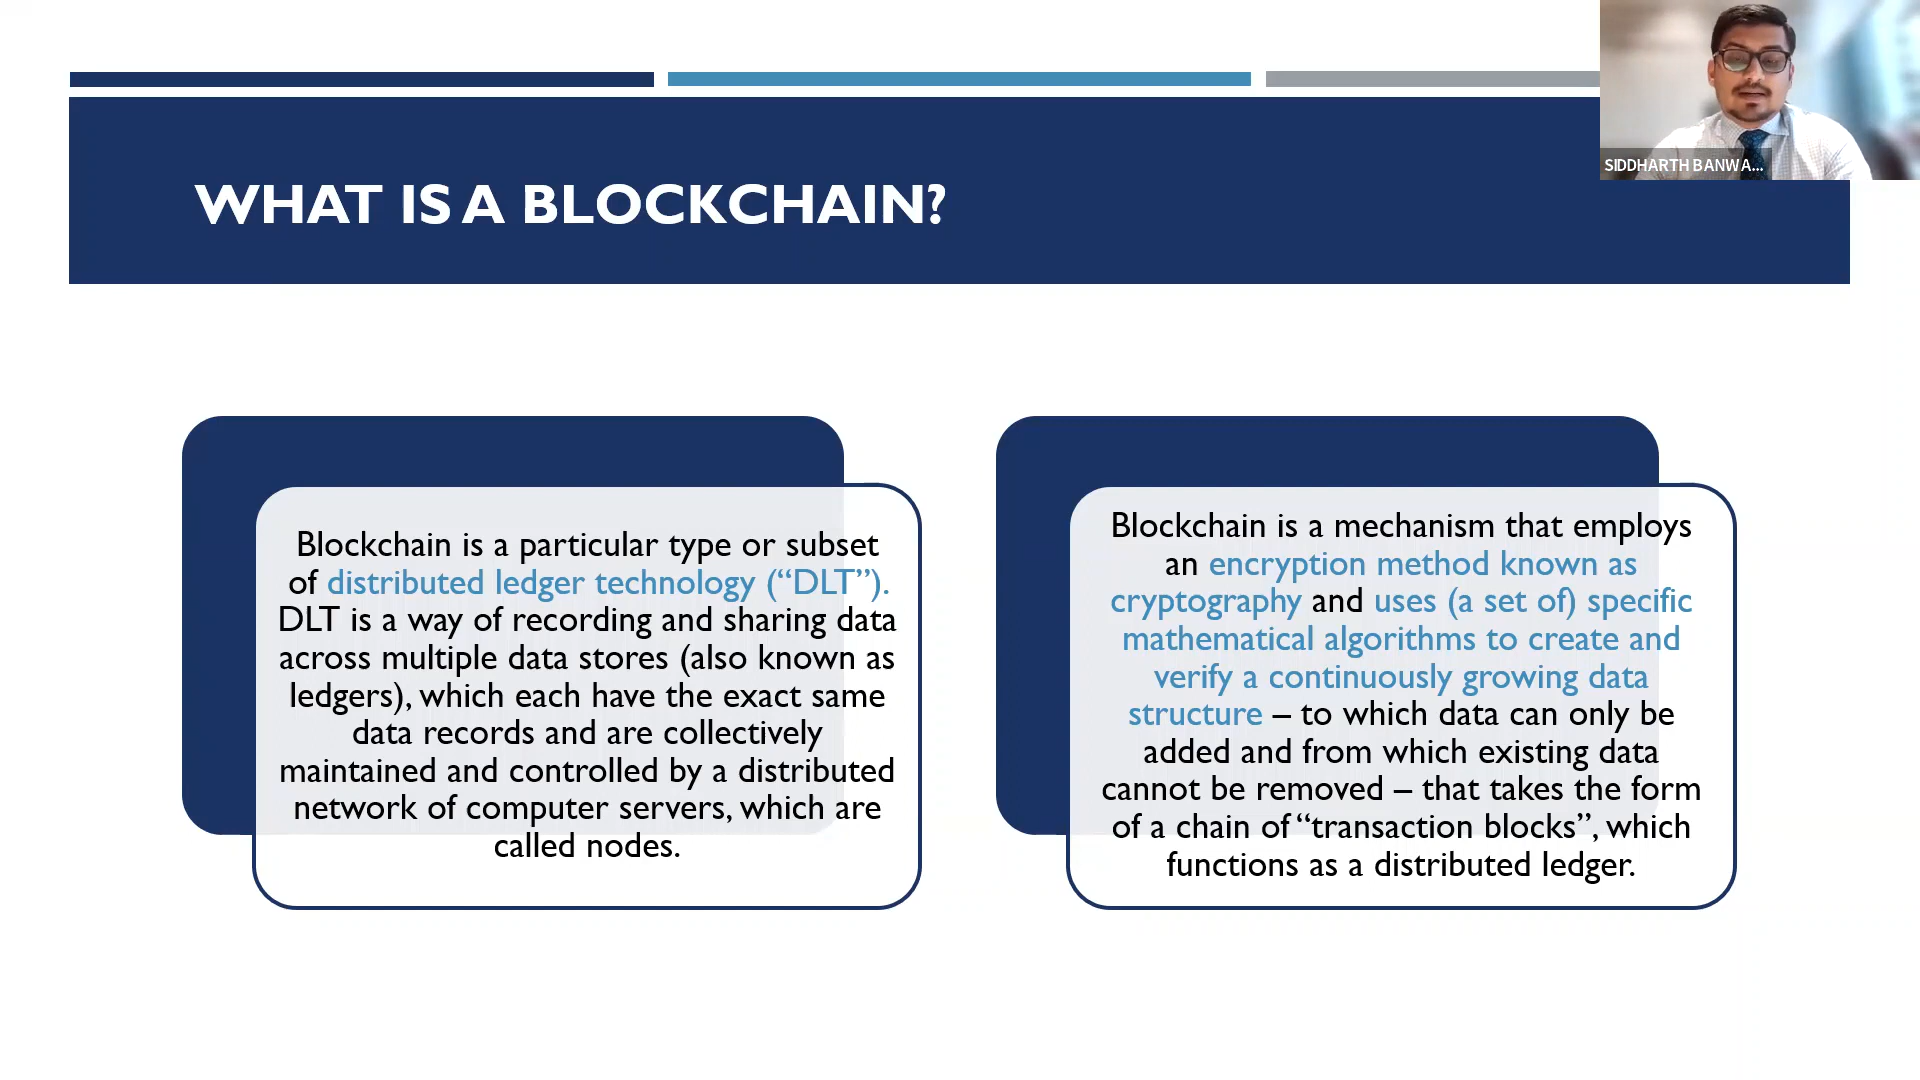 SIDDHARTH BANWA...
WHAT IS A BLOCKCHAIN?
Blockchain is a particular type or subset
of distributed ledger technology (“DLT”).
DLT is a way of recording and sharing data
across multiple data stores (also known as
ledgers), which each have the exact same
data records and are collectively
maintained and controlled by a distributed
network of computer servers, which are
called nodes.
Blockchain is a mechanism that employs
an encryption method known as
cryptography and uses (a set of) specific
mathematical algorithms to create and
verify a continuously growing data
structure – to which data can only be
added and from which existing data
cannot be removed – that takes the form
of a chain of “transaction blocks”, which
functions as a distributed ledger.